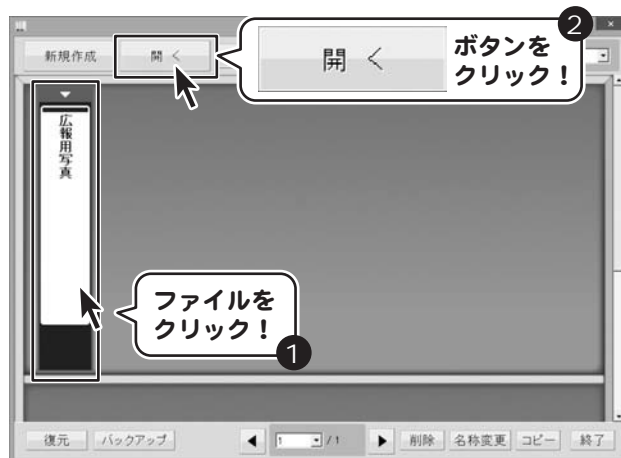 新規作成
開く
開く
ボタンを
クリック!
2
広報用写真
ファイルを
クリック!
1
復元
バックアップ
1
/1
削除
名称変更
コピー
終了